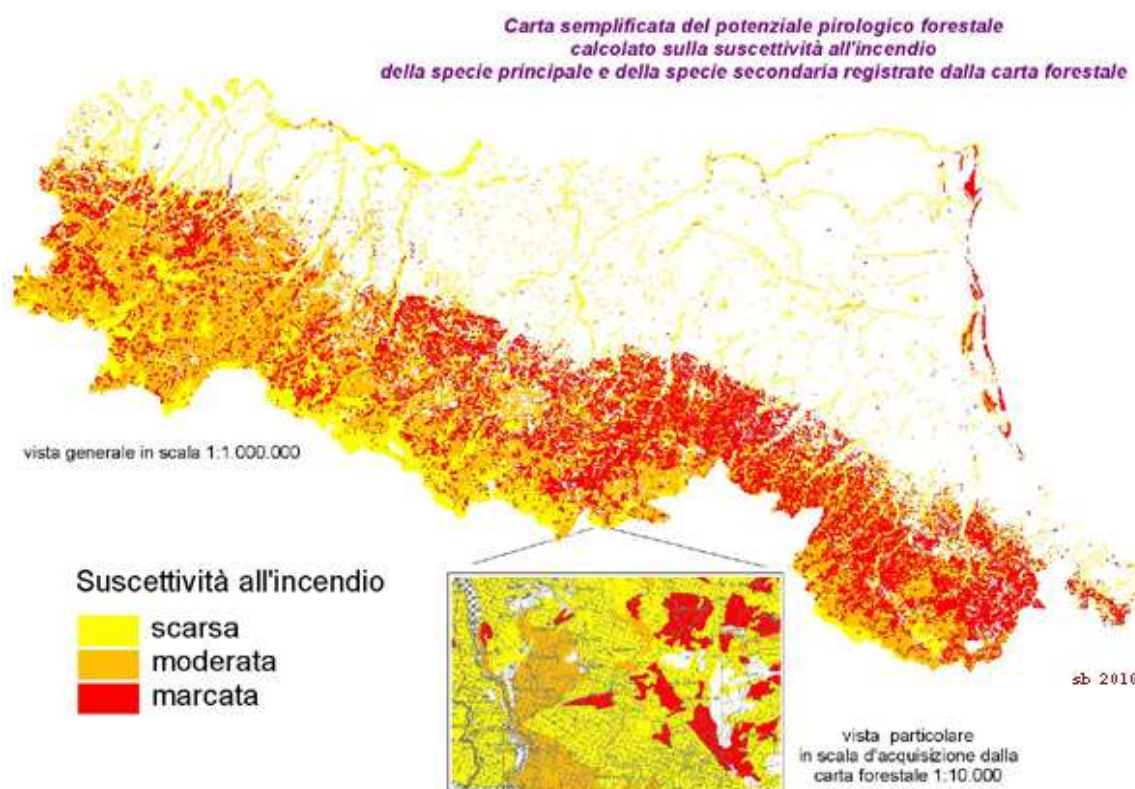 Carta semplificata del potenziale pirologico forestale
calcolato sulla suscettività all'incendio
della specie principale e della specie secondaria registrate dalla carta forestale
vista generale in scala 1:1.000.000
Suscettività all'incendio
scarsa
moderata
marcata
sb 2010
vista particolare
in scala d'acquisizione dalla
carta forestale 1:10.000